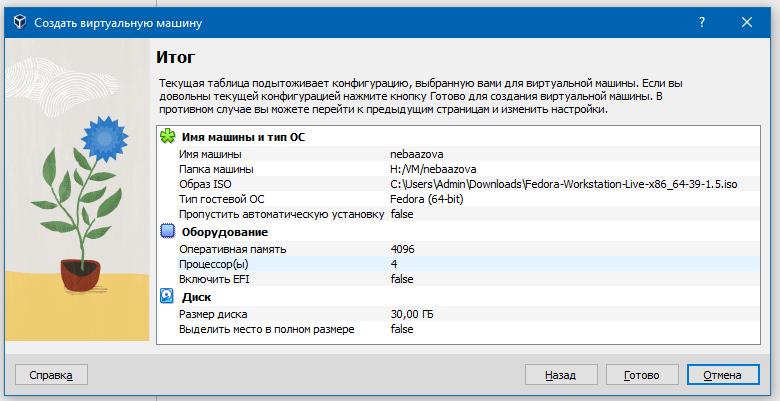 Создать виртуальную машину
Итог
Текущая таблица подытоживает конфигурацию, выбранную вами для виртуальной машины. Если вы
довольны текущей конфигурацией нажмите кнопку Готово для создания виртуальной машины. В
противном случае вы можете перейти к предыдущим страницам и изменить настройки.
Имя машины и тип ОС
Имя машины nebaazova
Папка машины H:/VM/nebaazova
Образ ISO C:\Users\Admin\Downloads\Fedora-Workstation-Live-x86_64-39-1.5.iso
Тип гостевой ОС Fedora (64-bit)
Пропустить автоматическую установку false
Оборудование
Оперативная память 4096
Процессор(ы) 4
Включить EFI false
Диск
Размер диска 30,00 ГБ
Выделить место в полном размере false
Справка Назад Готово Отмена